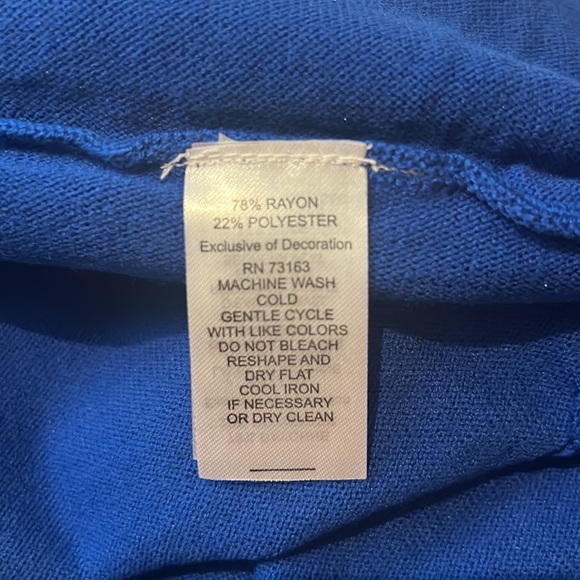 78% RAYON
22% POLYESTER
Exclusive of Decoration
RN 73163
MACHINE WASH
COLD
GENTLE CYCLE
WITH LIKE COLORS
DO NOT BLEACH
RESHAPE AND
DRY FLAT
COOL IRON
IF NECESSARY
OR DRY CLEAN